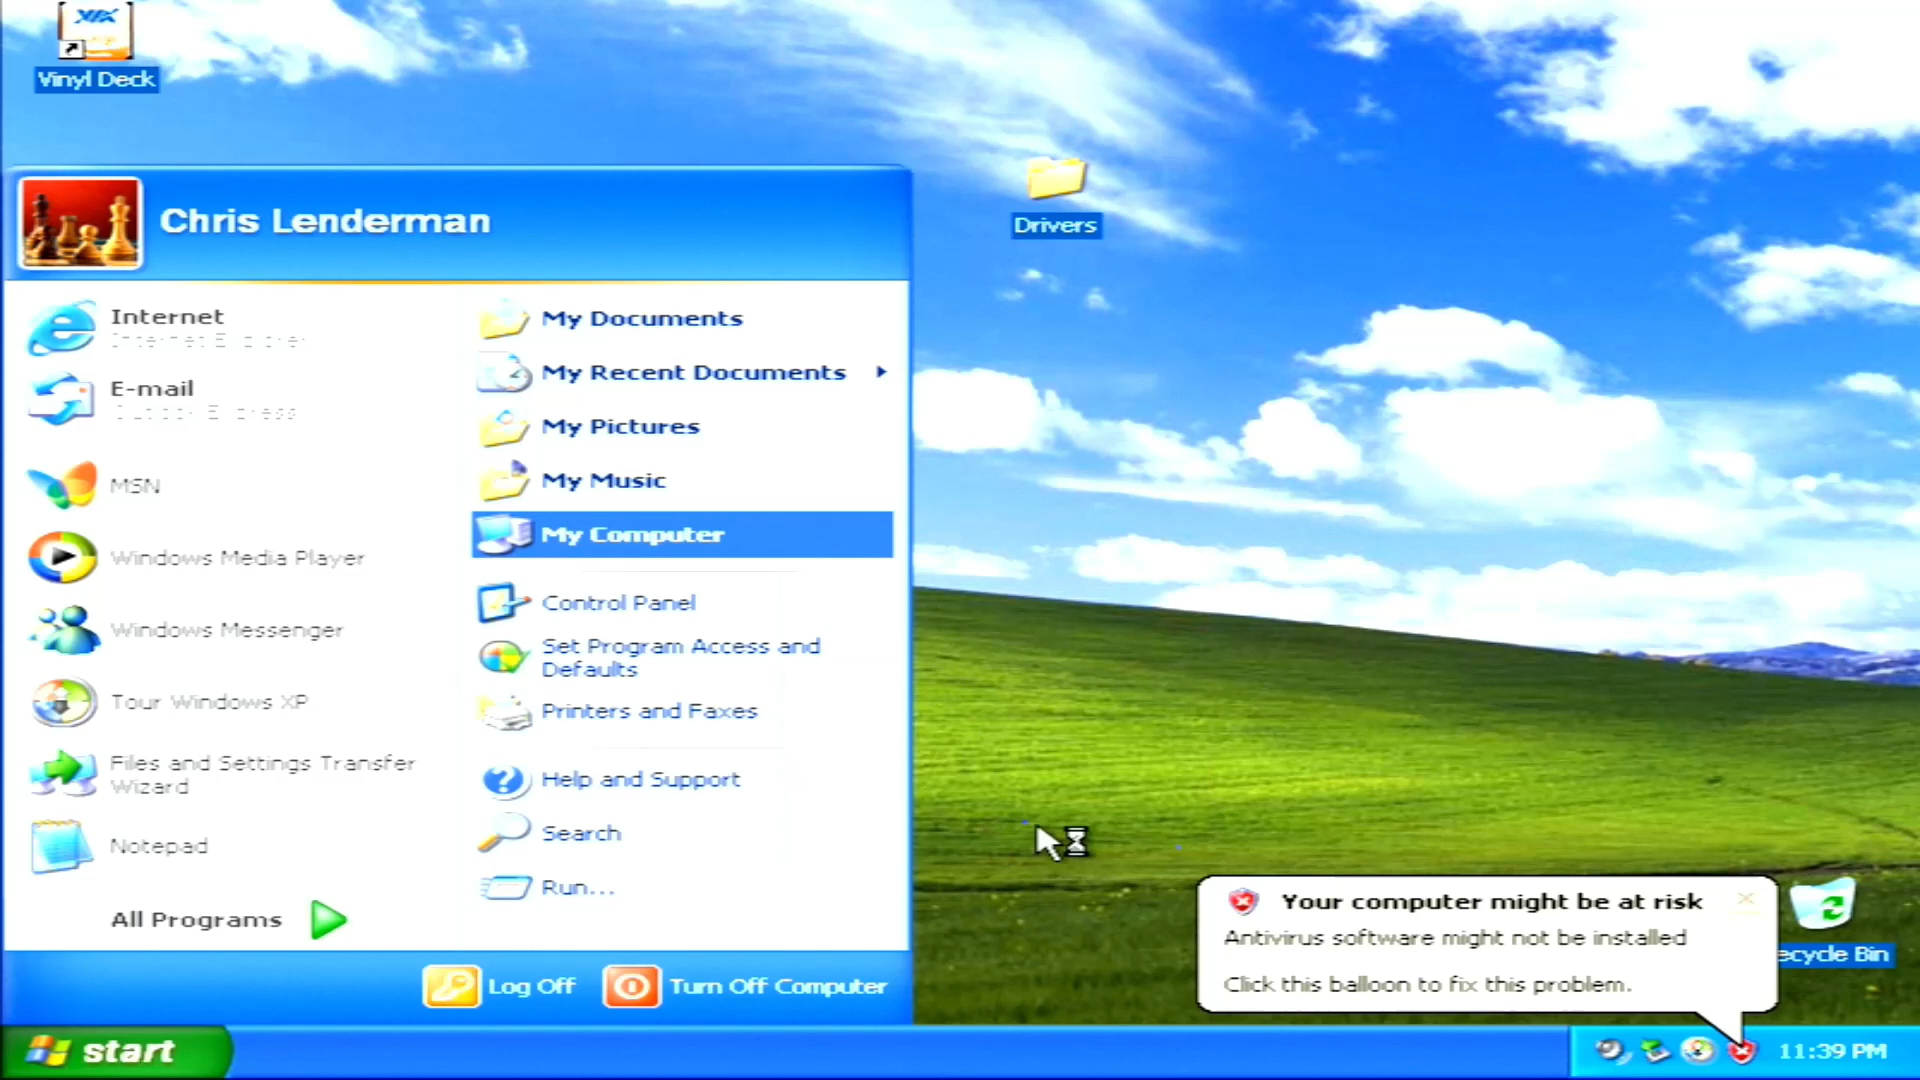 Vinyl Deck
Drivers
Chris Lenderman
Internet
Internet Explorer
E-mail
Outlook Express
MSN
Windows Media Player
Windows Messenger
Tour Windows XP
Files and Settings Transfer
Wizard
Notepad
All Programs
My Documents
My Recent Documents
My Pictures
My Music
My Computer
Control Panel
Set Program Access and
Defaults
Printers and Faxes
Help and Support
Search
Run...
Log Off
Turn Off Computer
Your computer might be at risk
Antivirus software might not be installed
Click this balloon to fix this problem.
ecycle Bin
start
11:39 PM